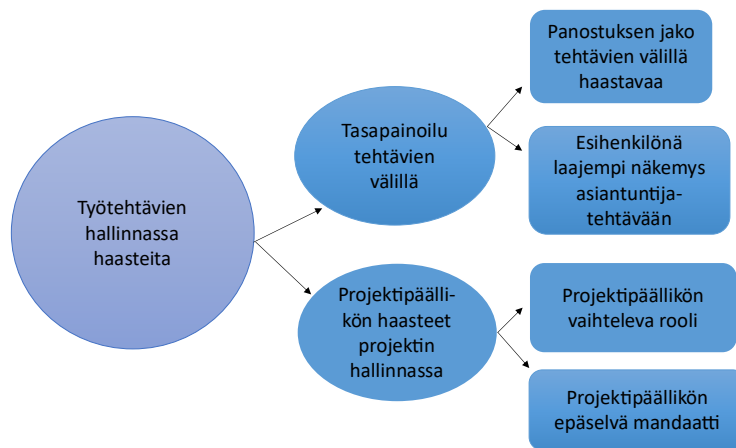 Työtehtävien
hallinnassa
haasteita
Tasapainoilu
tehtävien
välillä
Panostuksen jako
tehtävien välillä
haastavaa
Esihenkilönä
laajempi näkemys
asiantuntija-
tehtävään
Projektipäälli-
kön haasteet
projektin
hallinnassa
Projektipäällikön
vaihteleva rooli
Projektipäällikön
epäselvä mandaatti